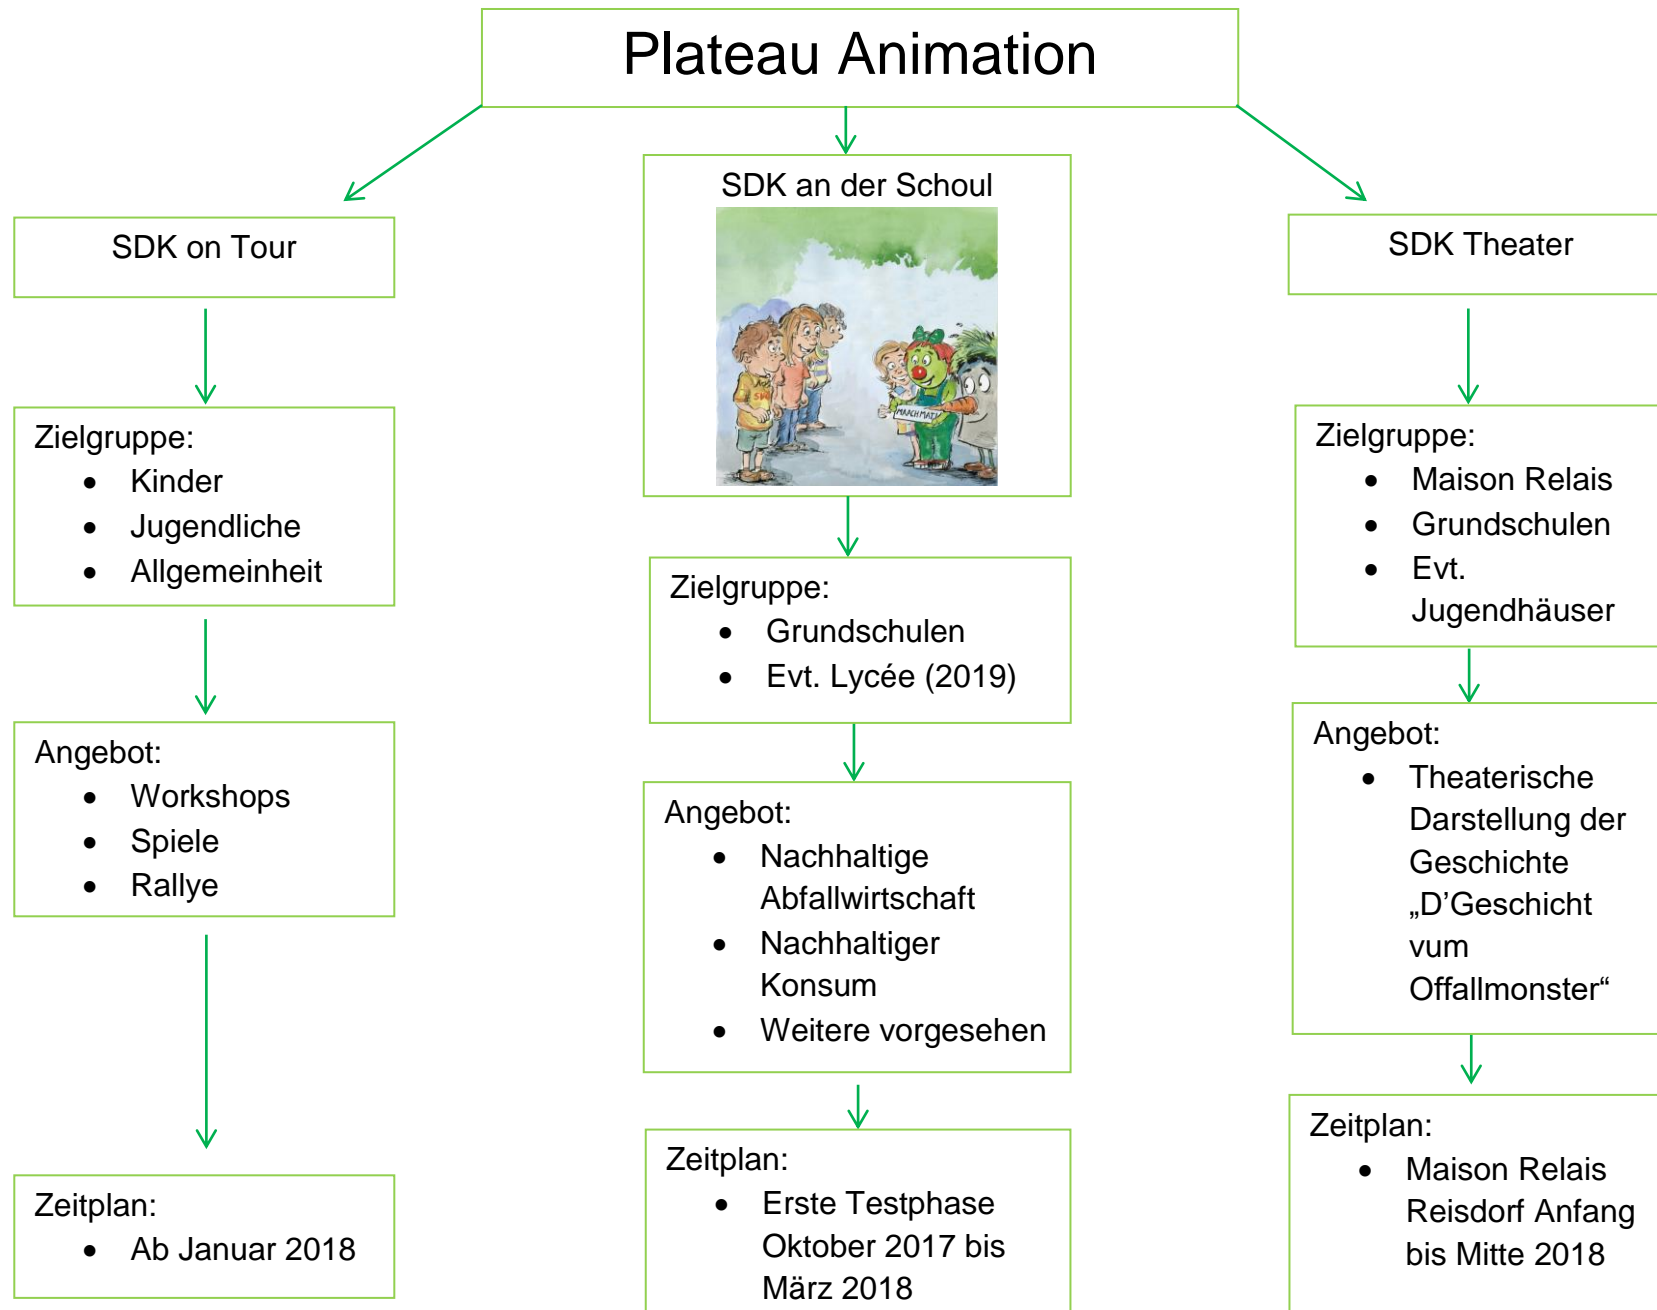 Plateau Animation
SDK on Tour
Zielgruppe:
• Kinder
• Jugendliche
• Allgemeinheit
Angebot:
• Workshops
• Spiele
• Rallye
Zeitplan:
• Ab Januar 2018
SDK an der Schoul
MAACH MAT!
Zielgruppe:
• Grundschulen
• Evt. Lycée (2019)
Angebot:
• Nachhaltige
Abfallwirtschaft
• Nachhaltiger
Konsum
• Weitere vorgesehen
Zeitplan:
• Erste Testphase
Oktober 2017 bis
März 2018
SDK Theater
Zielgruppe:
• Maison Relais
• Grundschulen
• Evt.
Jugendhäuser
Angebot:
• Theaterische
Darstellung der
Geschichte
„D’Geschicht
vum
Offallmonster“
Zeitplan:
• Maison Relais
Reisdorf Anfang
bis Mitte 2018